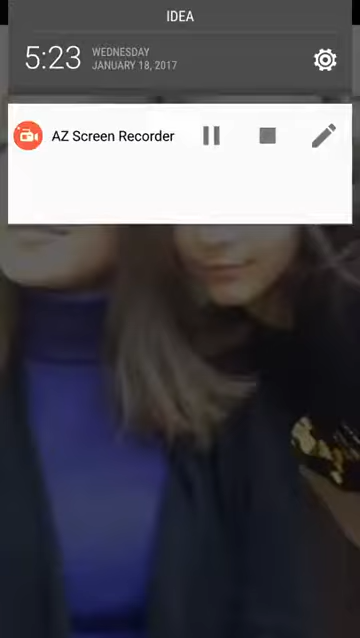 IDEA
5:23
WEDNESDAY
JANUARY 18, 2017
AZ Screen Recorder